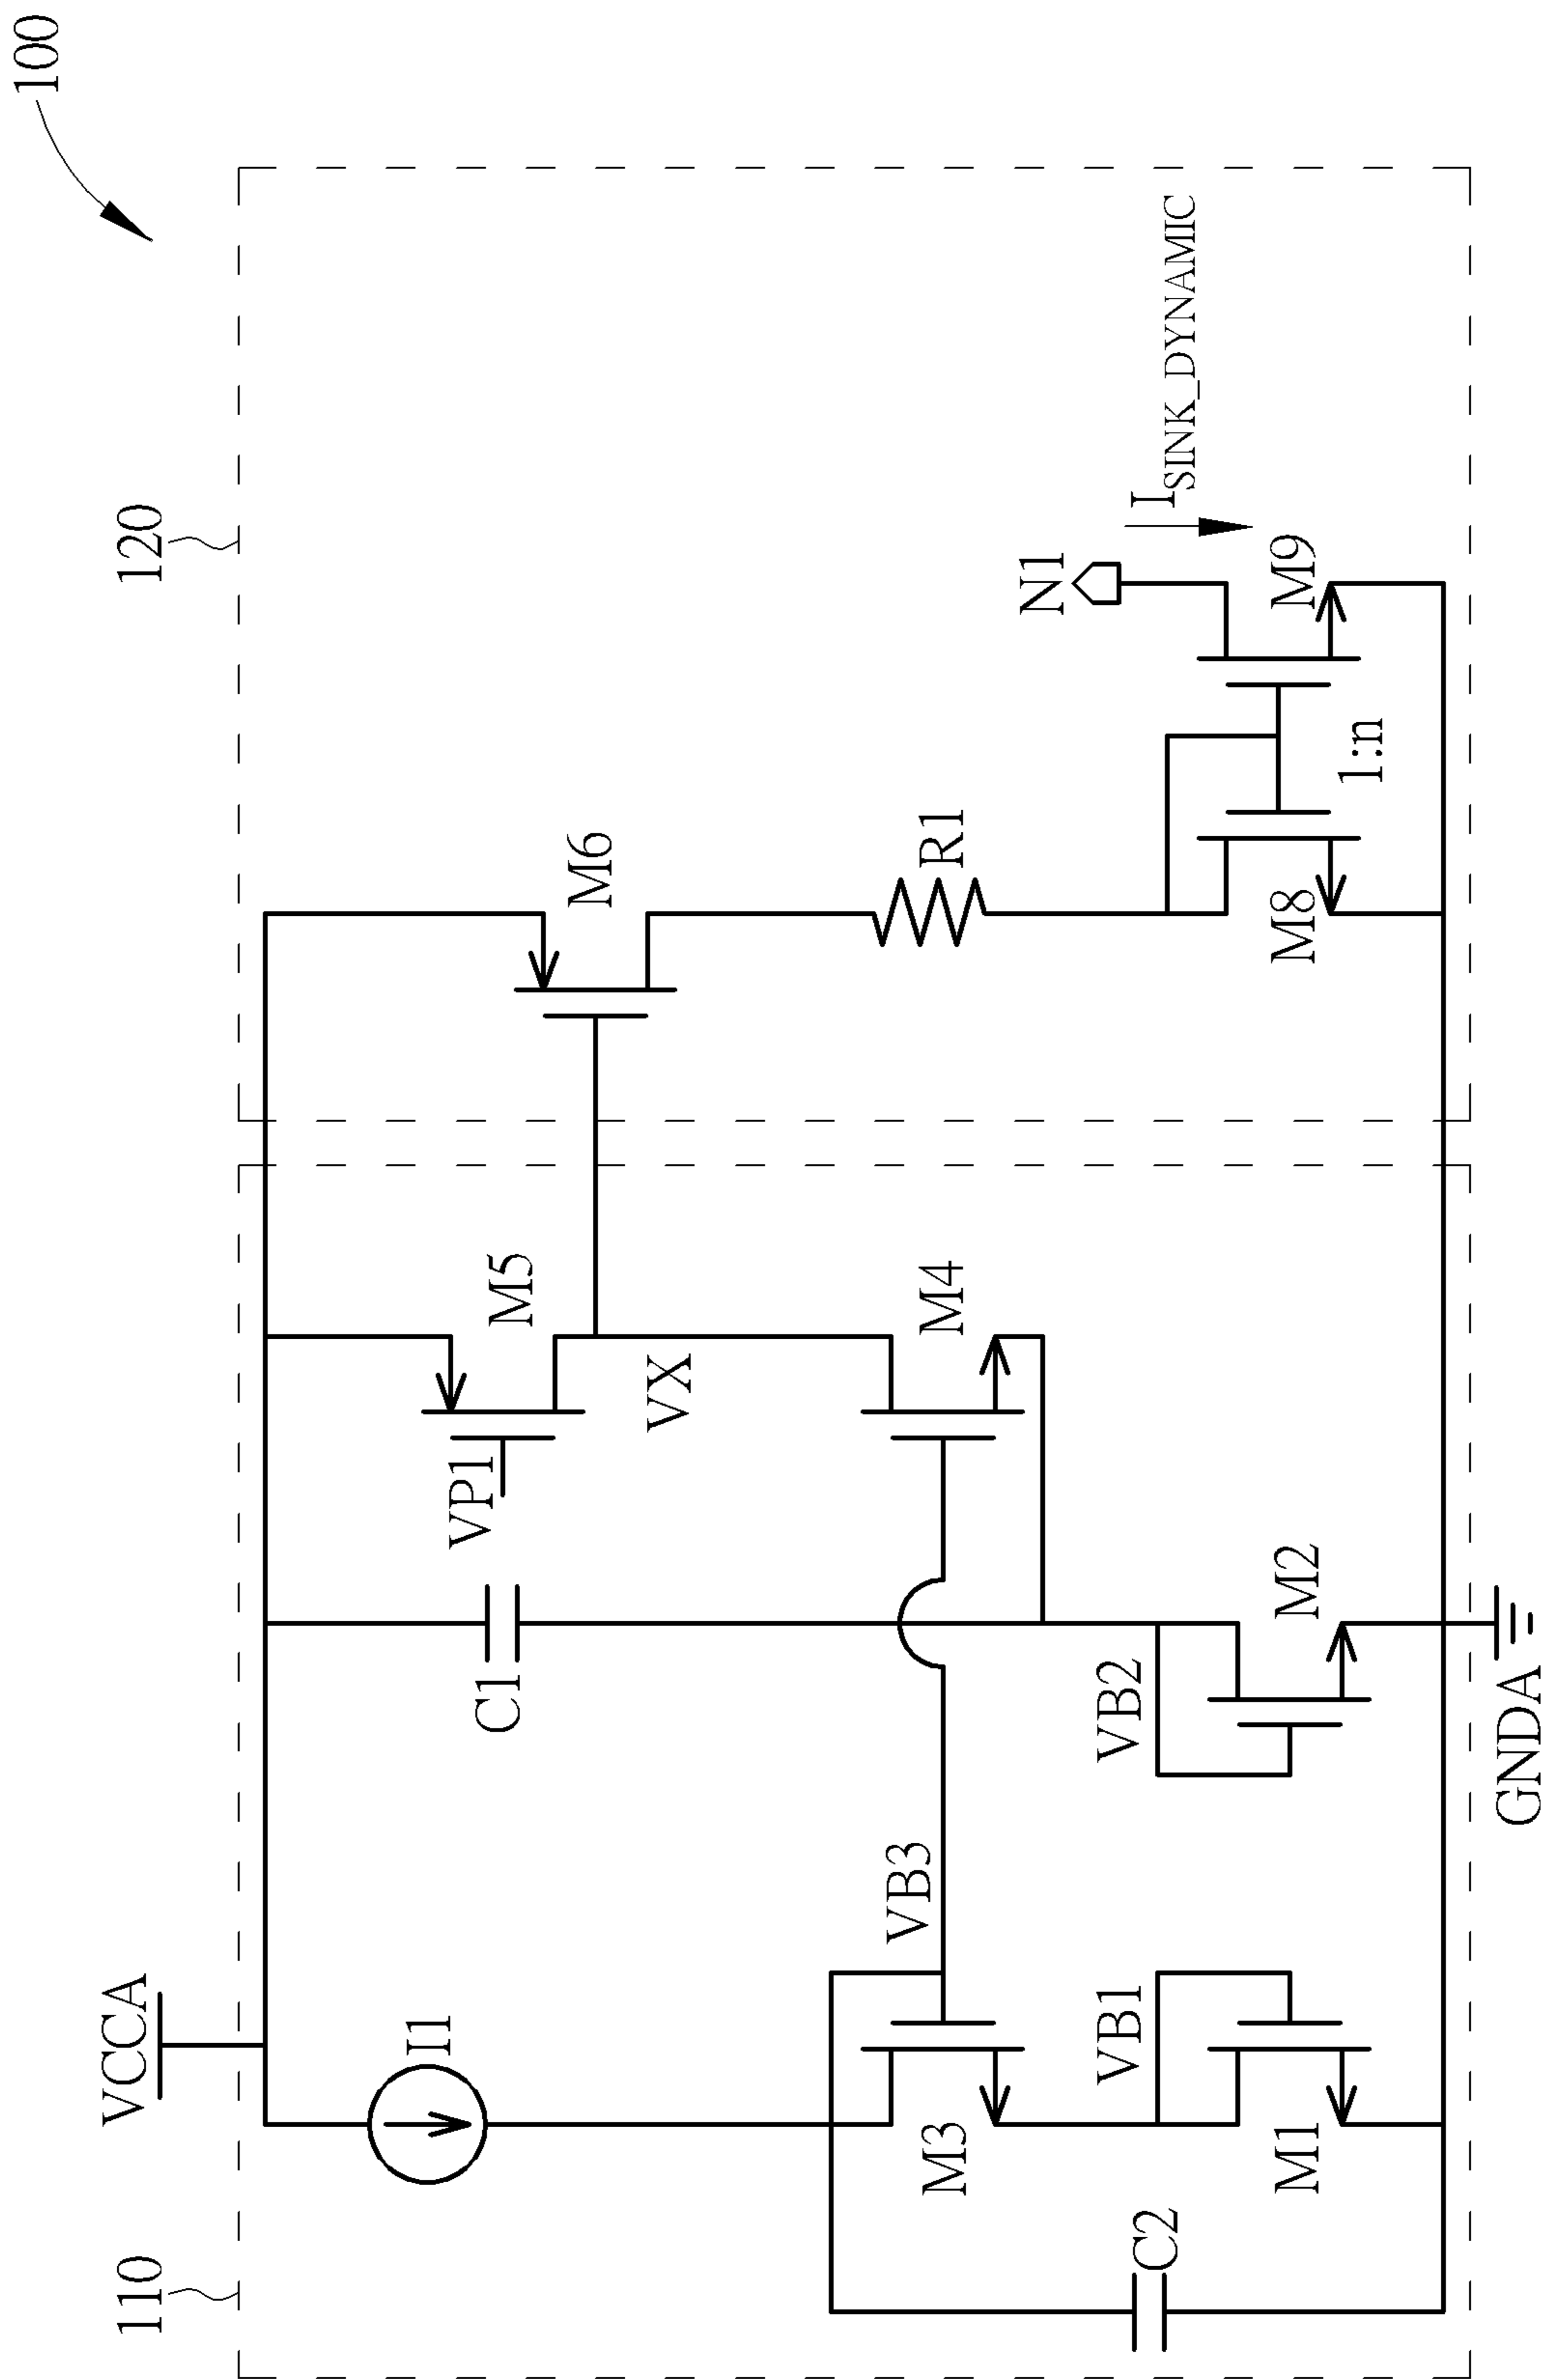 100
120
110
VCCA
I1
C1
VP1
M5
VX
M6
VB3
M3
M4
R1
N1
I SINK_DYNAMIC
VB1
VB2
C2
M1
M2
M8
M9
1:n
GNDA